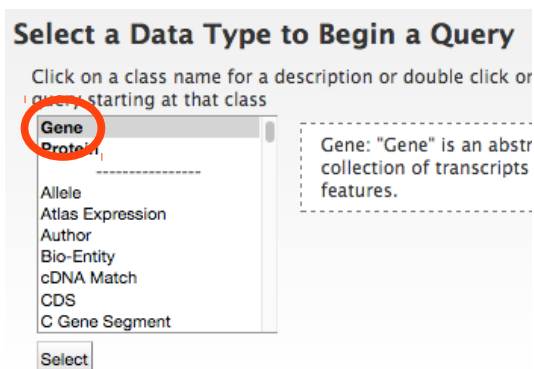 Select a Data Type to Begin a Query
Click on a class name for a description or double click or
query starting at that class
Gene
Protein
----------------
Allele
Atlas Expression
Author
Bio-Entity
cDNA Match
CDS
C Gene Segment
Gene: "Gene" is an abstr
collection of transcripts
features.
Select